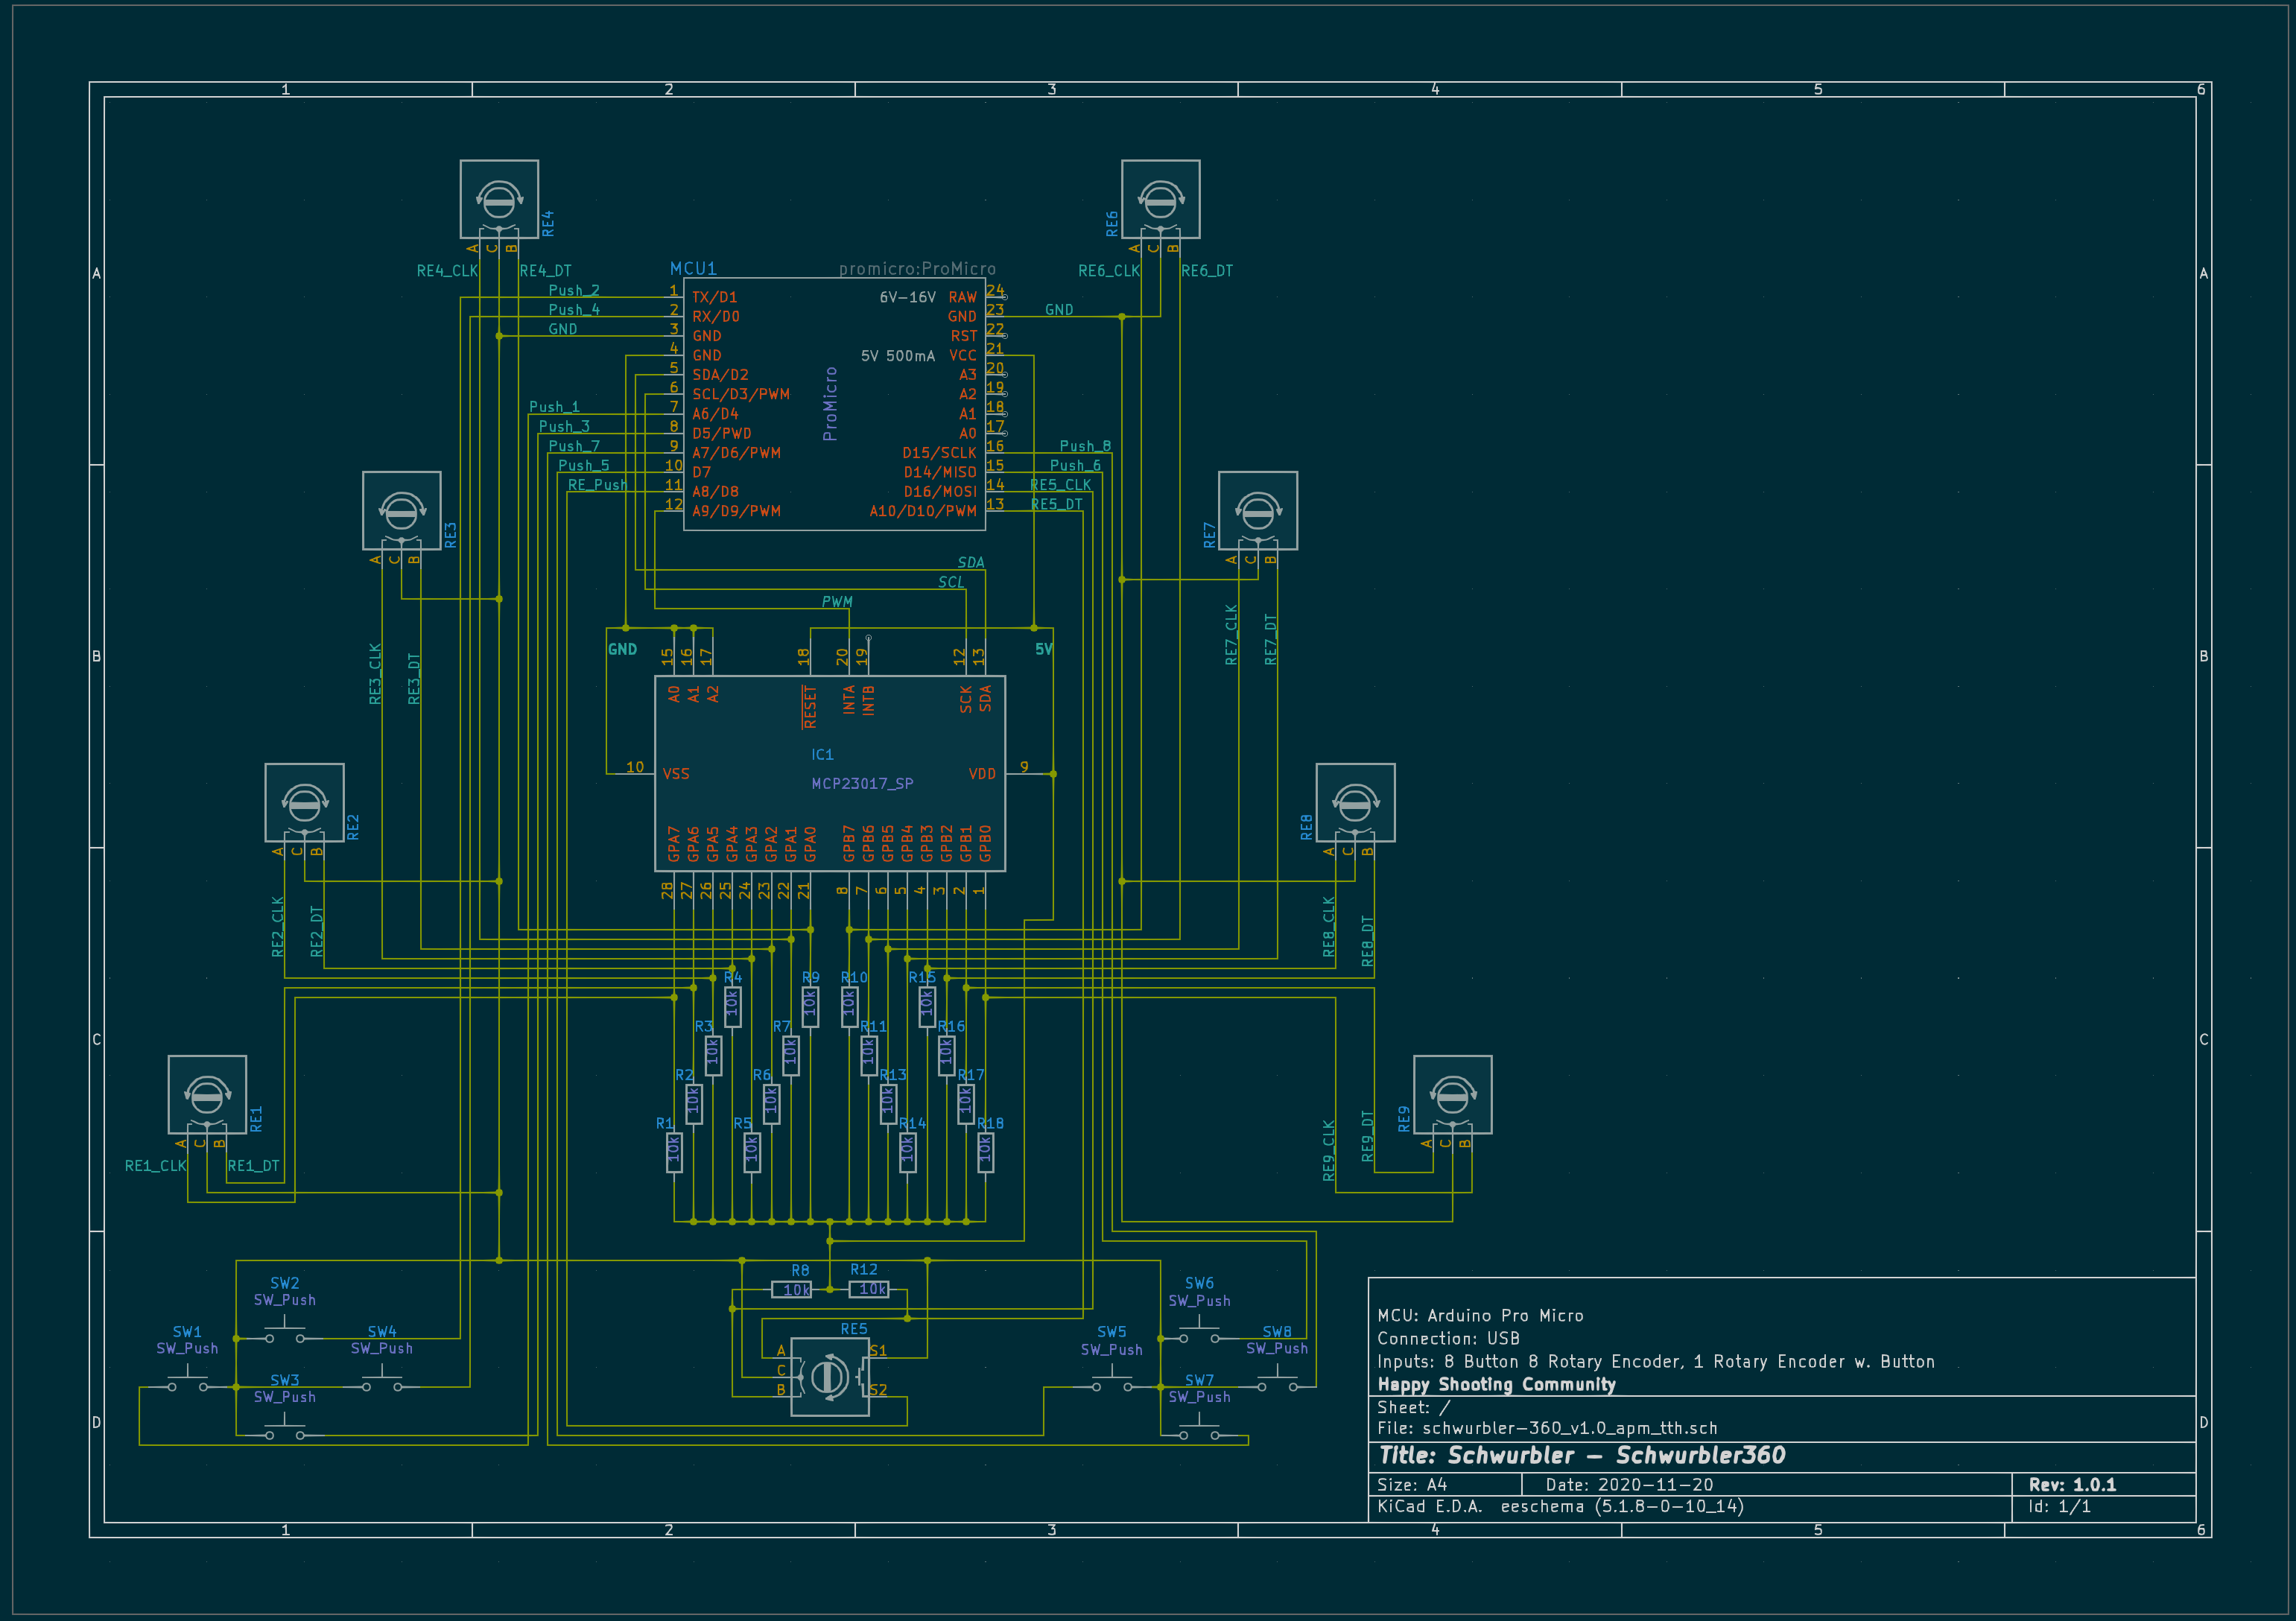 1 2 3 4 5 6
A
RE4
A C B
RE4_CLK RE4_DT
RE6
A C B
RE6_CLK RE6_DT
A
MCU1 promicro:ProMicro
Push_2 1 TX/D1 6V-16V RAW 24
Push_4 2 RX/D0 GND 23 GND
GND 3 GND RST 22
4 GND 5V 500mA VCC 21
5 SDA/D2 A3 20
6 SCL/D3/PWM A2 19
Push_1 7 A6/D4 A1 18
Push_3 8 D5/PWD A0 17
Push_7 9 A7/D6/PWM D15/SCLK 16 Push_8
Push_5 10 D7 D14/MISO 15 Push_6
RE_Push 11 A8/D8 D16/MOSI 14 RE5_CLK
12 A9/D9/PWM A10/D10/PWM 13 RE5_DT
ProMicro
RE3
A C B
RE3_CLK RE3_DT
RE7
A C B
RE7_CLK RE7_DT
SDA
SCL
PWM
B
GND 5V
B
15 16 17 18 20 19 12 13
A0 A1 A2 RESET INTA INTB SCK SDA
IC1
10 VSS VDD 9
MCP23017_SP
GPA7 GPA6 GPA5 GPA4 GPA3 GPA2 GPA1 GPA0 GPB7 GPB6 GPB5 GPB4 GPB3 GPB2 GPB1 GPB0
28 27 26 25 24 23 22 21 8 7 6 5 4 3 2 1
RE2
A C B
RE2_CLK RE2_DT
RE8
A C B
RE8_CLK RE8_DT
C
R4 10k R9 10k R10 10k R15 10k
R3 10k R7 10k R11 10k R16 10k
R2 10k R6 10k R13 10k R17 10k
R1 10k R5 10k R14 10k R18 10k
C
RE1
A C B
RE1_CLK RE1_DT
RE9
A C B
RE9_CLK RE9_DT
D
SW2
SW_Push
SW1
SW_Push
SW4
SW_Push
SW3
SW_Push
R8 R12
10k 10k
RE5
A S1
C
B S2
SW6
SW_Push
SW5
SW_Push
SW8
SW_Push
SW7
SW_Push
D
MCU: Arduino Pro Micro
Connection: USB
Inputs: 8 Button 8 Rotary Encoder, 1 Rotary Encoder w. Button
Happy Shooting Community
Sheet: /
File: schwurbler-360_v1.0_apm_tth.sch
Title: Schwurbler - Schwurbler360
Size: A4 Date: 2020-11-20 Rev: 1.0.1
KiCad E.D.A. eeschema (5.1.8-0-10_14) Id: 1/1
1 2 3 4 5 6